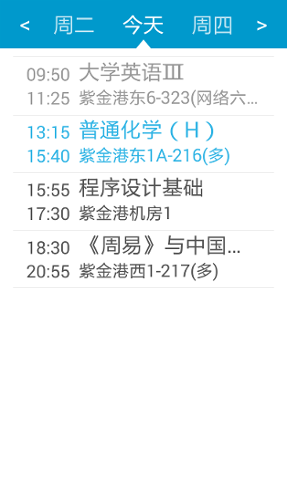 < 周二 今天 周四 >
09:50 大学英语Ⅲ
11:25 紫金港东6-323(网络六...
13:15 普通化学（H）
15:40 紫金港东1A-216(多)
15:55 程序设计基础
17:30 紫金港机房1
18:30 《周易》与中国...
20:55 紫金港西1-217(多)